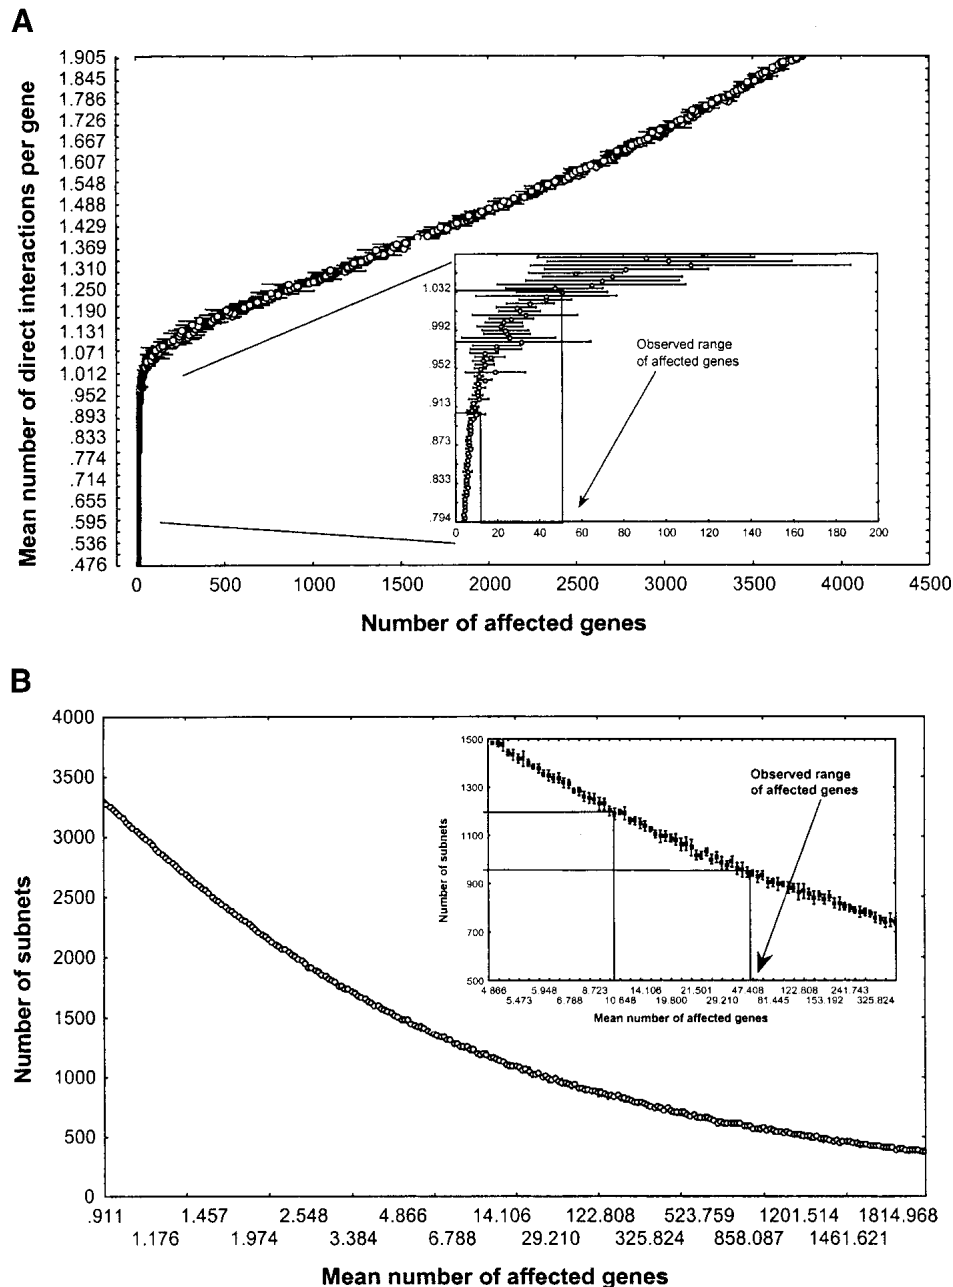 A
Mean number of direct interactions per gene
1.905
1.845
1.786
1.726
1.667
1.607
1.548
1.488
1.429
1.369
1.310
1.250
1.190
1.131
1.071
1.012
.952
.893
.833
.774
.714
.655
.595
.536
.476
0 500 1000 1500 2000 2500 3000 3500 4000 4500
Number of affected genes
1.032
.992
.952
.913
.873
.833
.794
0 20 40 60 80 100 120 140 160 180 200
Observed range
of affected genes
B
Number of subnets
4000
3500
3000
2500
2000
1500
1000
500
0
.911 1.457 2.548 4.866 14.106 122.808 523.759 1201.514 1814.968
1.176 1.974 3.384 6.788 29.210 325.824 858.087 1461.621
Mean number of affected genes
Number of subnets
1500
1300
1100
900
700
500
Observed range
of affected genes
4 866 5.948 8.723 14.106 21.501 47 408 122 808 241.743
5.473 6.788 10 648 19.800 29.210 81.445 153 192 325.824
Mean number of affected genes